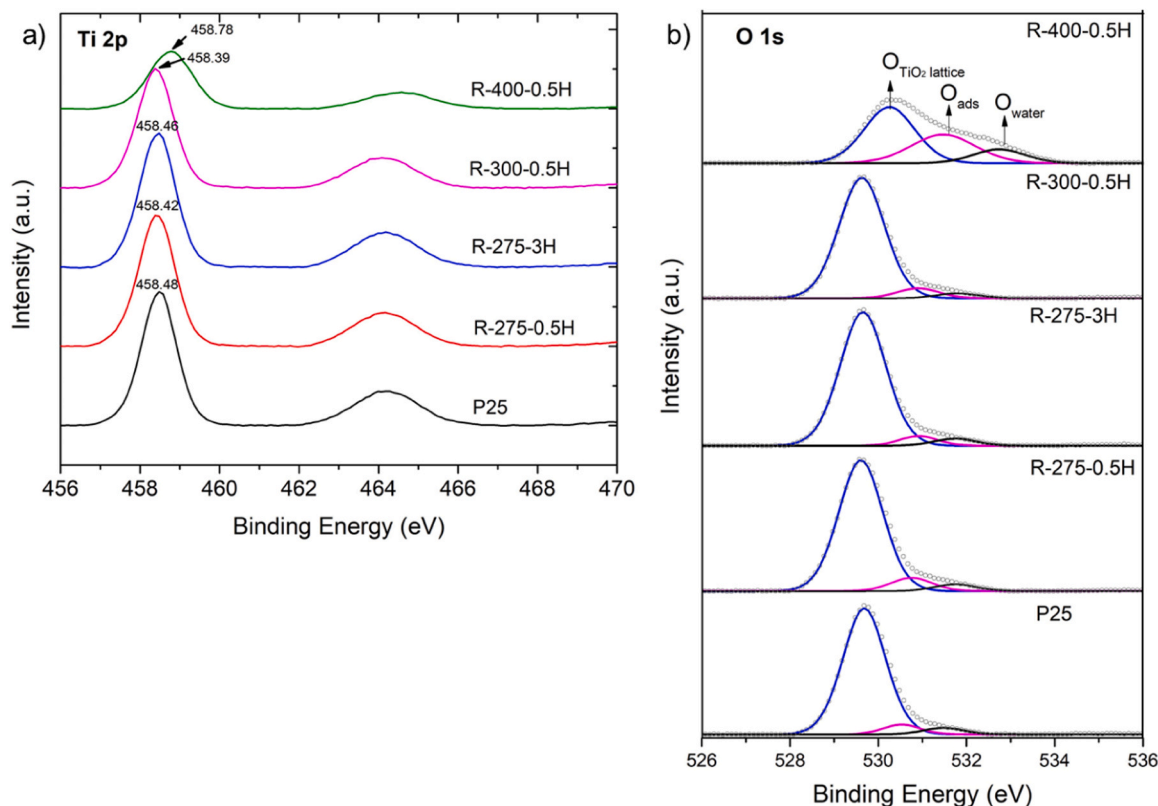 a)
Ti 2p
458.78
458.39
R-400-0.5H
458.46
R-300-0.5H
458.42
R-275-3H
458.48
R-275-0.5H
P25
Intensity (a.u.)
456 458 460 462 464 466 468 470
Binding Energy (eV)
b)
O 1s
R-400-0.5H
O TiO2 lattice
O ads
O water
R-300-0.5H
R-275-3H
R-275-0.5H
P25
Intensity (a.u.)
526 528 530 532 534 536
Binding Energy (eV)